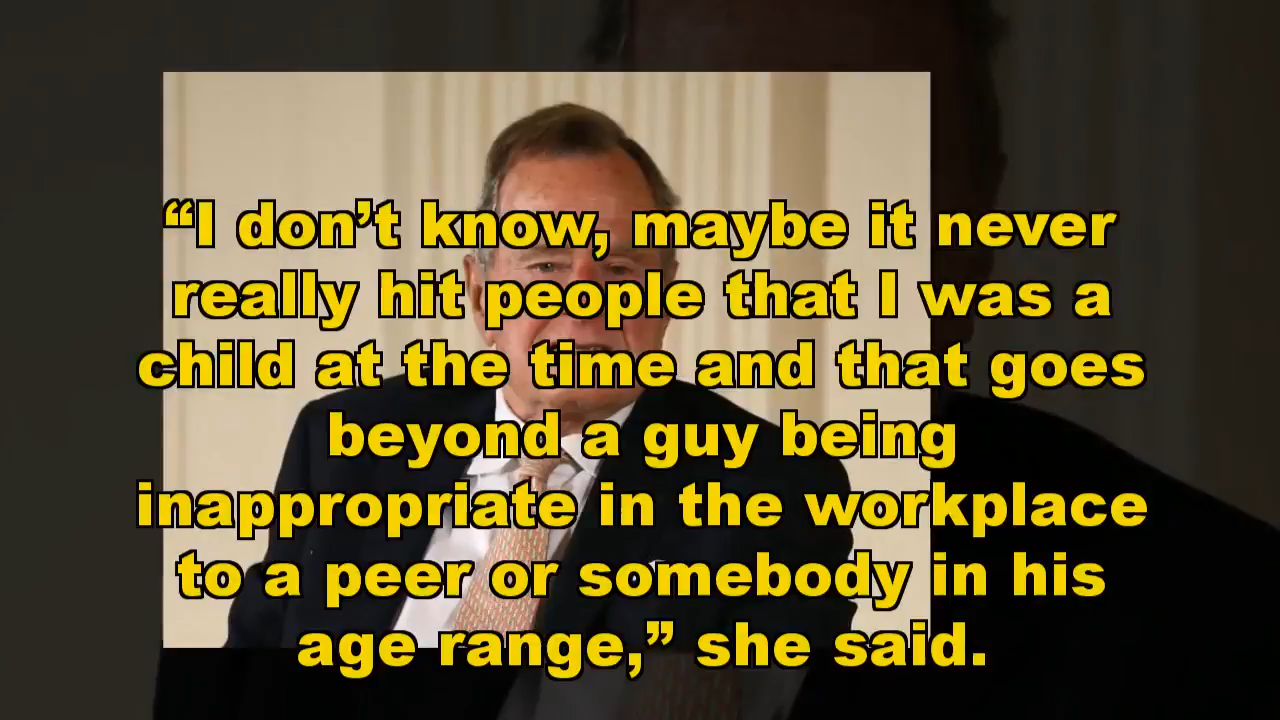 “I don’t know, maybe it never
really hit people that I was a
child at the time and that goes
beyond a guy being
inappropriate in the workplace
to a peer or somebody in his
age range,” she said.